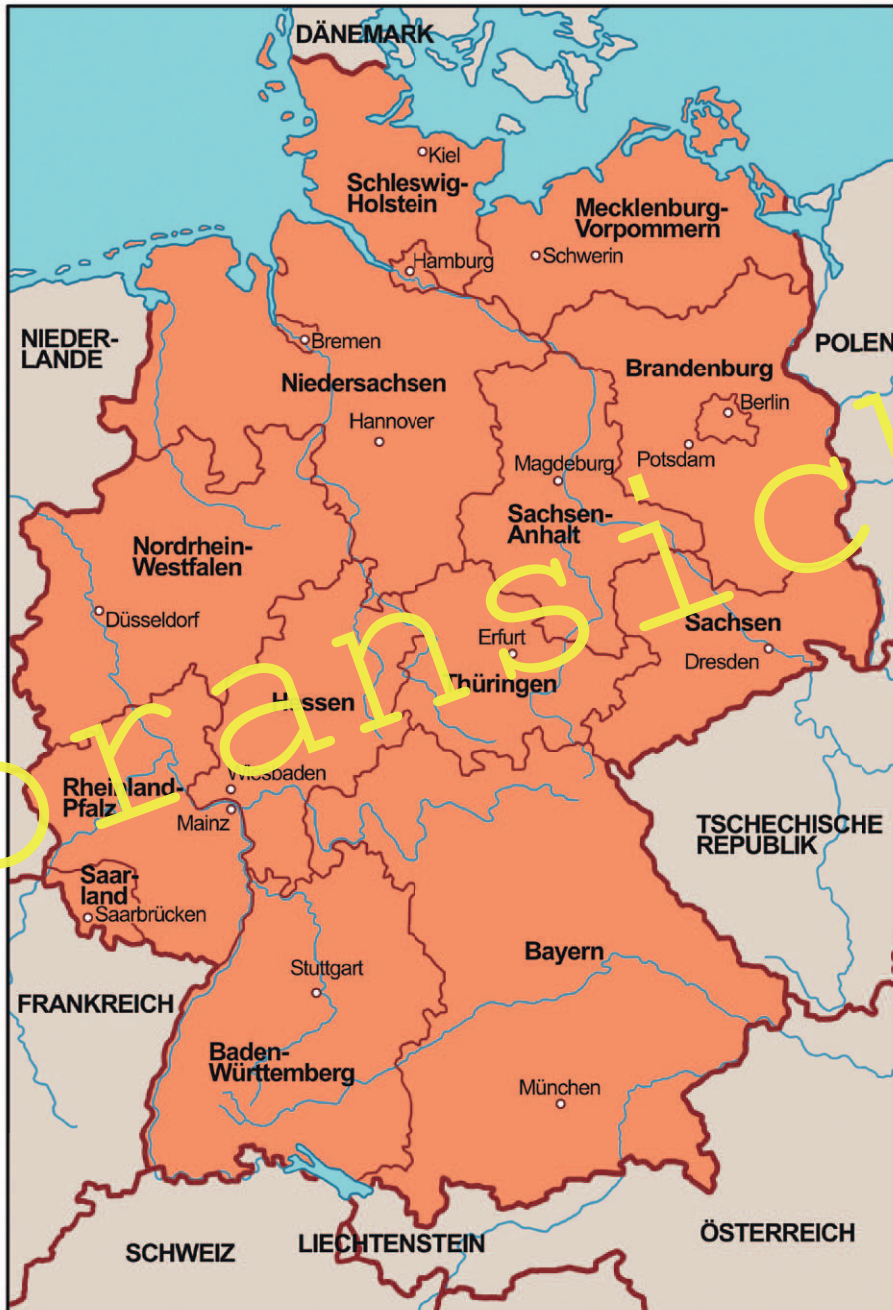 DÄNEMARK
Kiel
Schleswig-
Holstein
Mecklenburg-
Vorpommern
Schwerin
Hamburg
NIEDER-
LANDE
Bremen
POLEN
Brandenburg
Niedersachsen
Berlin
Hannover
Potsdam
Magdeburg
Sachsen-
Anhalt
Nordrhein-
Westfalen
Düsseldorf
Erfurt
Sachsen
Dresden
Thüringen
Hessen
Wiesbaden
Rheinland-
Pfalz
Mainz
TSCHECHISCHE
REPUBLIK
Saar-
land
Saarbrücken
Bayern
Stuttgart
FRANKREICH
Baden-
Württemberg
München
ÖSTERREICH
SCHWEIZ
LIECHTENSTEIN